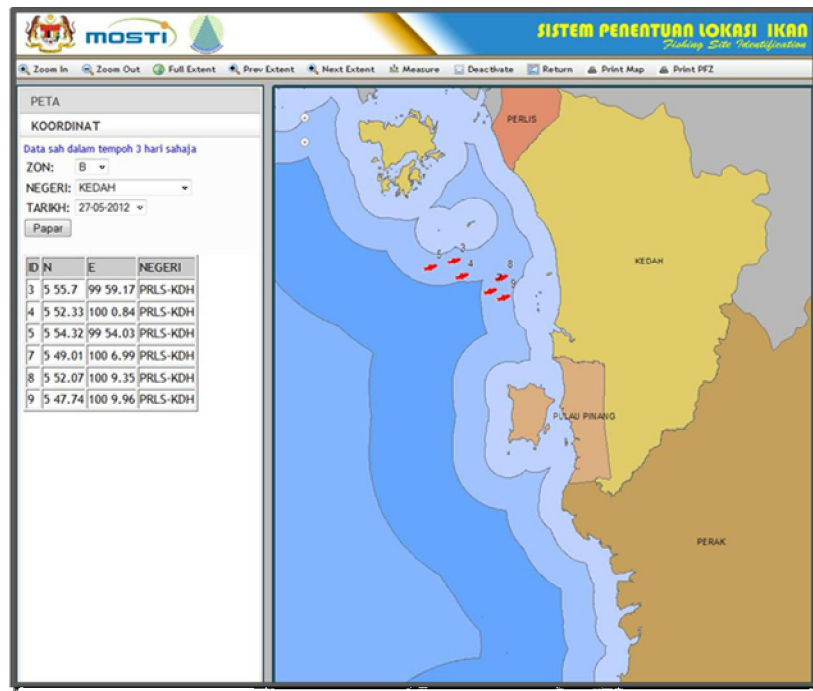 MOSTI
SISTEM PENENTUAN LOKASI IKAN
Fishing Site Identification
Zoom In Zoom Out Full Extent Prev Extent Next Extent Measure Deactivate Return Print Map Print PFZ
PETA
KOORDINAT
Data sah dalam tempoh 3 hari sahaja
ZON: B
NEGERI: KEDAH
TARIKH: 27-05-2012
Papar
ID N E NEGERI
3 5 55.7 99 59.17 PRLS-KDH
4 5 52.33 100 0.84 PRLS-KDH
5 5 54.32 99 54.03 PRLS-KDH
7 5 49.01 100 6.99 PRLS-KDH
8 5 52.07 100 9.35 PRLS-KDH
9 5 47.74 100 9.96 PRLS-KDH
PERLIS
KEDAH
3
5
4
8
7
9
PULAU PINANG
PERAK